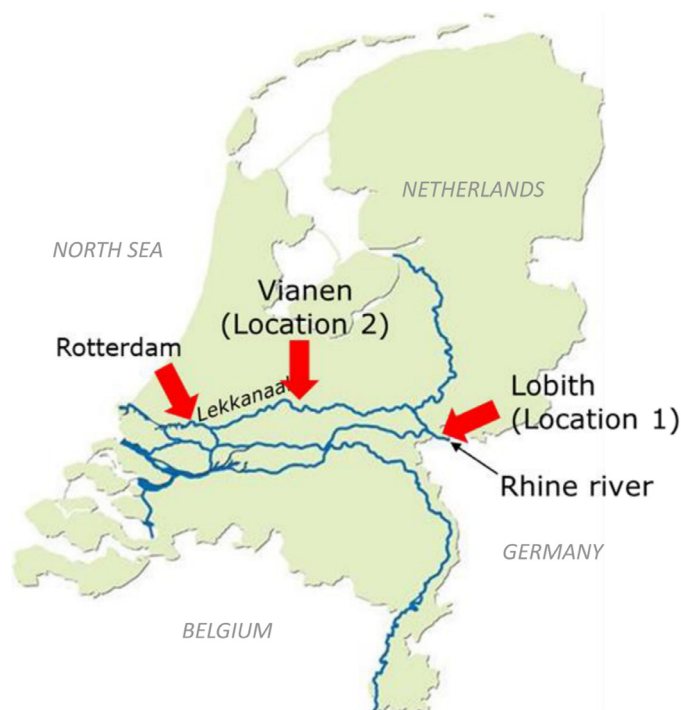 NETHERLANDS
NORTH SEA
Vianen
(Location 2)
Rotterdam
Lekkanaal
Lobith
(Location 1)
Rhine river
GERMANY
BELGIUM